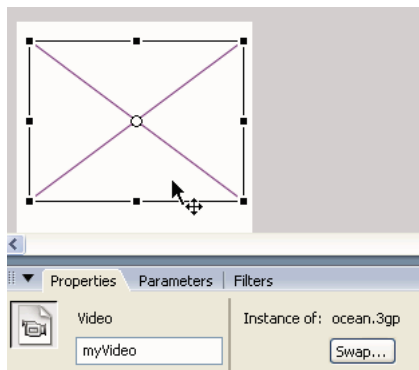 Properties Parameters Filters
Video Instance of: ocean.3gp
myVideo Swap...